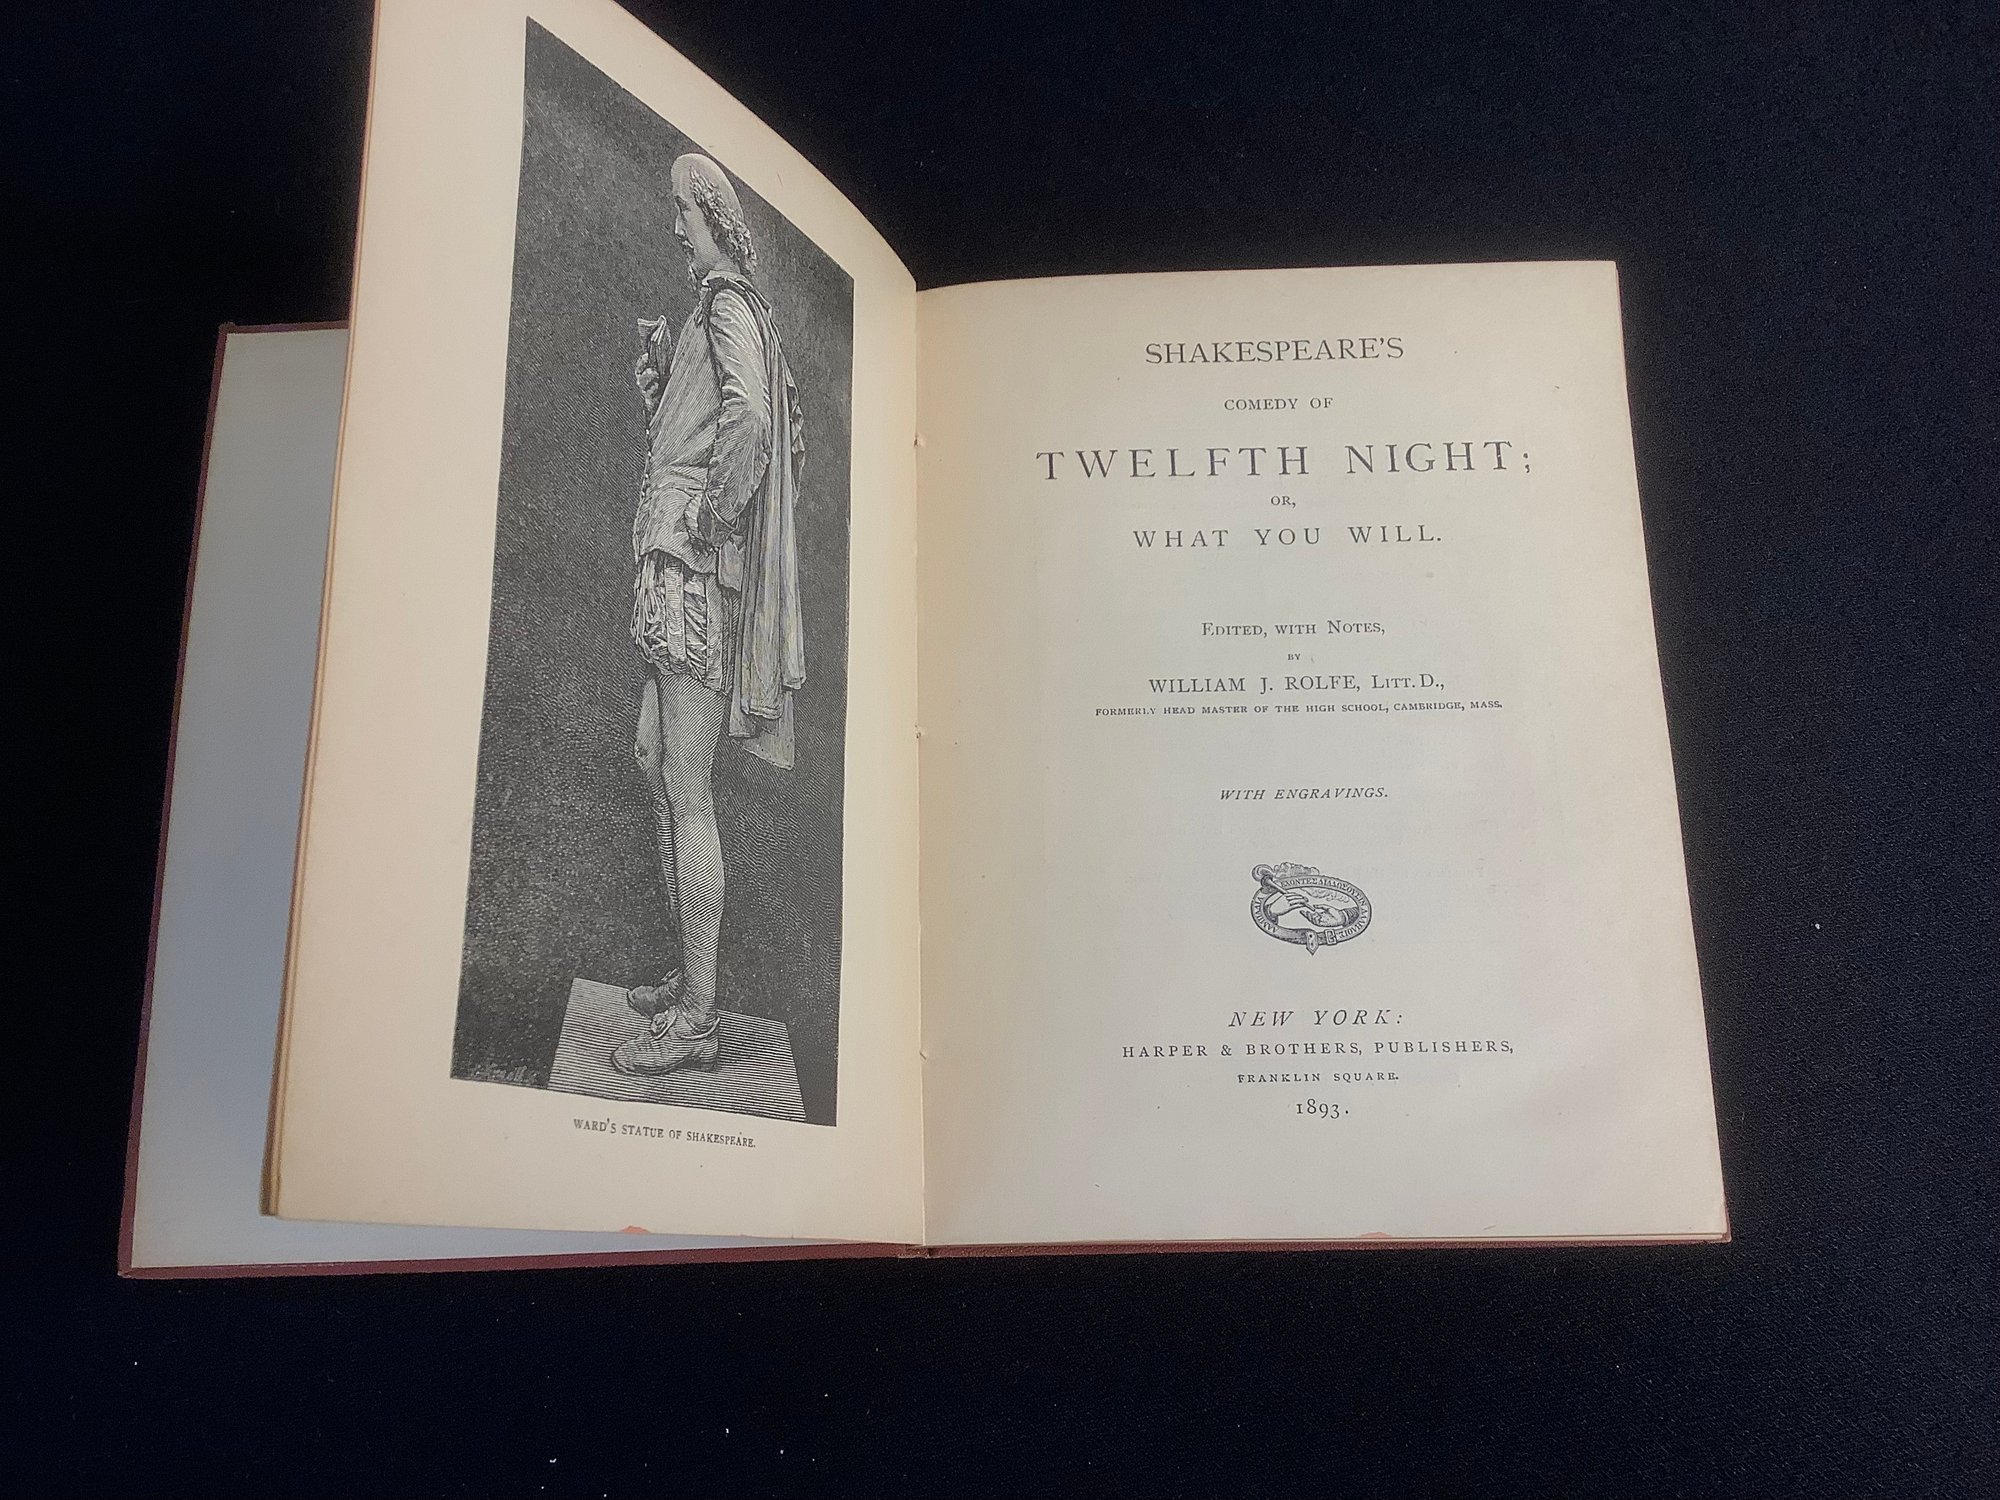 WARD'S STATUE OF SHAKESPEARE.
SHAKESPEARE'S
COMEDY OF
TWELFTH NIGHT;
OR,
WHAT YOU WILL.
EDITED, WITH NOTES,
BY
WILLIAM J. ROLFE, LITT. D.,
FORMERLY HEAD MASTER OF THE HIGH SCHOOL, CAMBRIDGE, MASS.
WITH ENGRAVINGS.
NEW YORK:
HARPER & BROTHERS, PUBLISHERS,
FRANKLIN SQUARE.
1893.